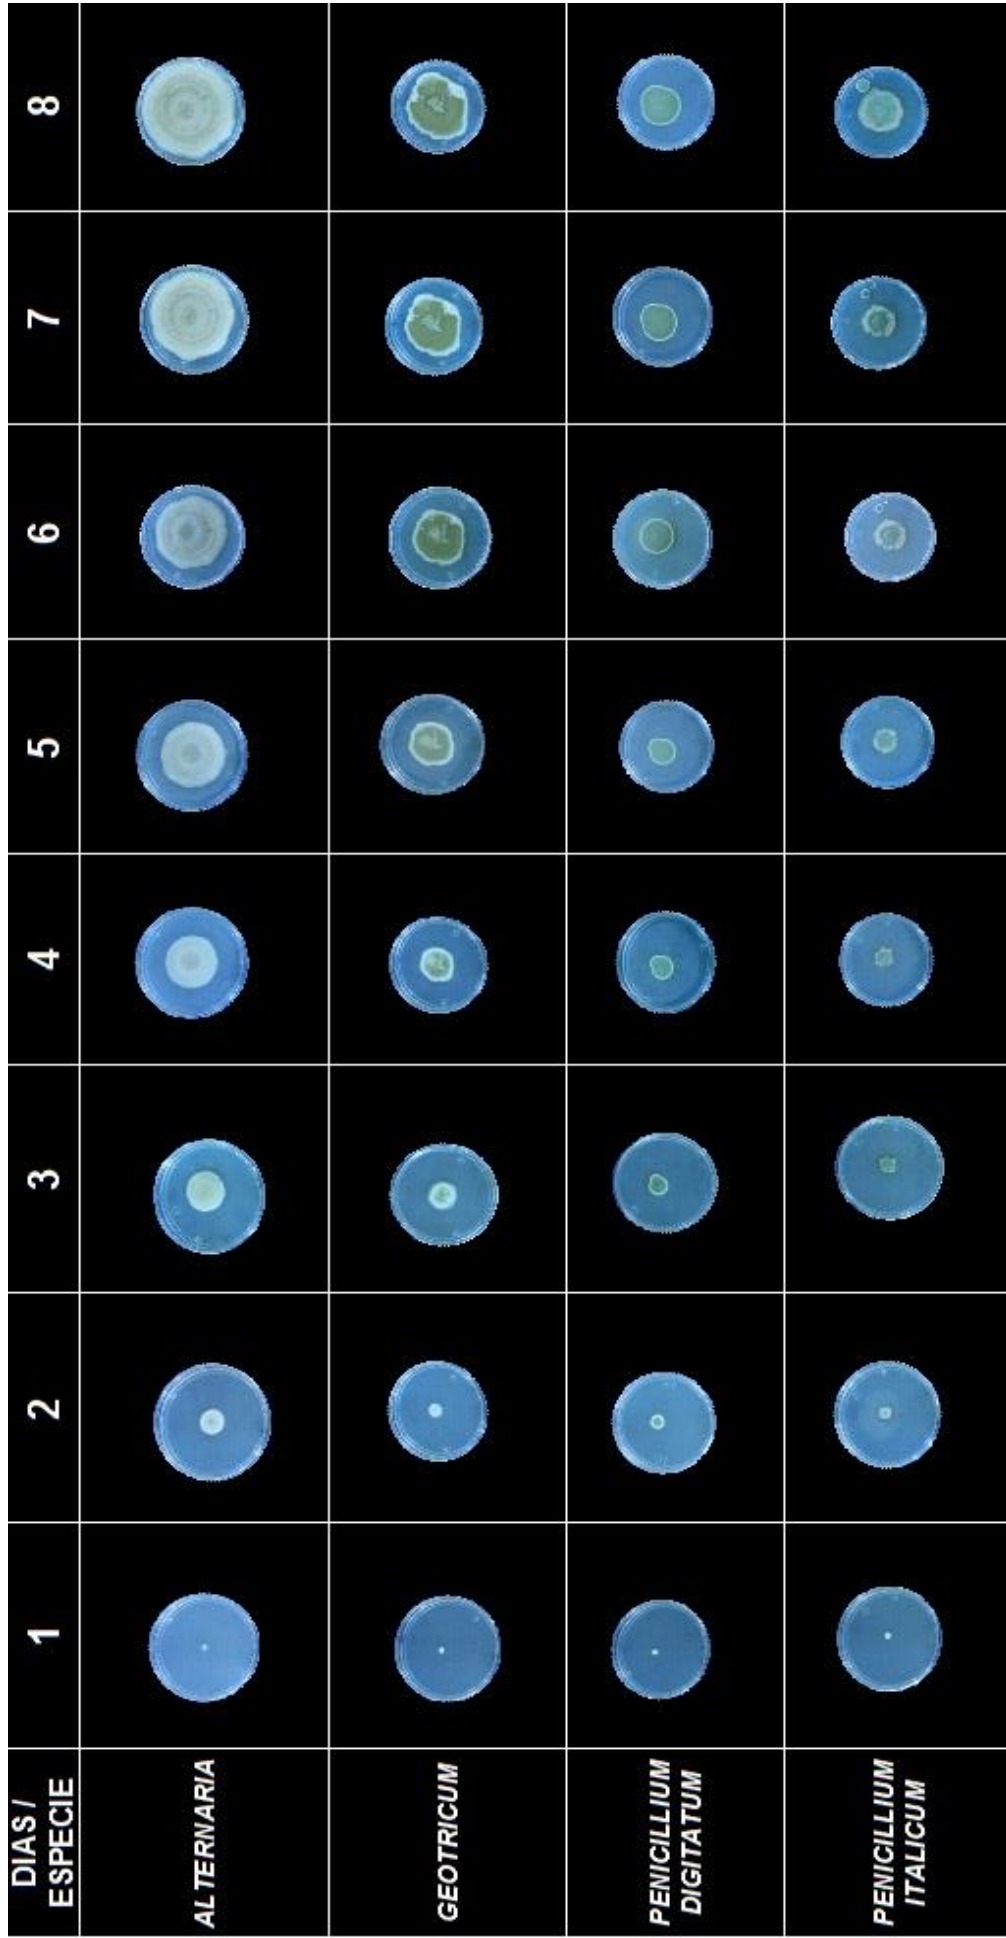 DIAS /
ESPECIE
1
2
3
4
5
6
7
8
ALTERNARIA
GEOTRICUM
PENICILLIUM
DIGITATUM
PENICILLIUM
ITALICUM